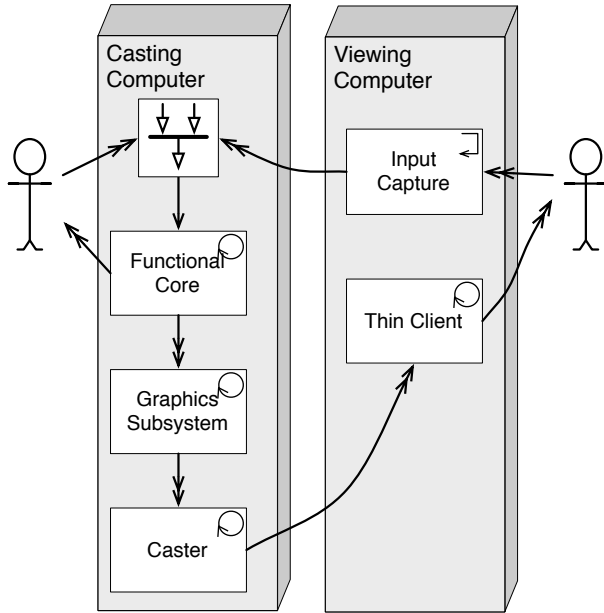 Casting
Computer
Functional
Core
Graphics
Subsystem
Caster
Viewing
Computer
Input
Capture
Thin Client